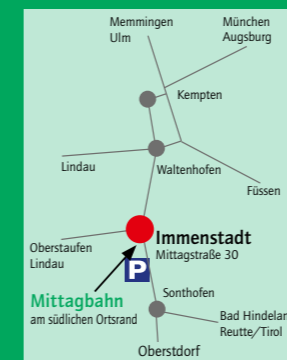 Memmingen
Ulm
München
Augsburg
Kempten
Lindau
Waltenhofen
Füssen
Immenstadt
Mittagstraße 30
Oberstaufen
Lindau
P
Mittagbahn
am südlichen Ortsrand
Sonthofen
Bad Hindelan
Reutte/Tirol
Oberstdorf